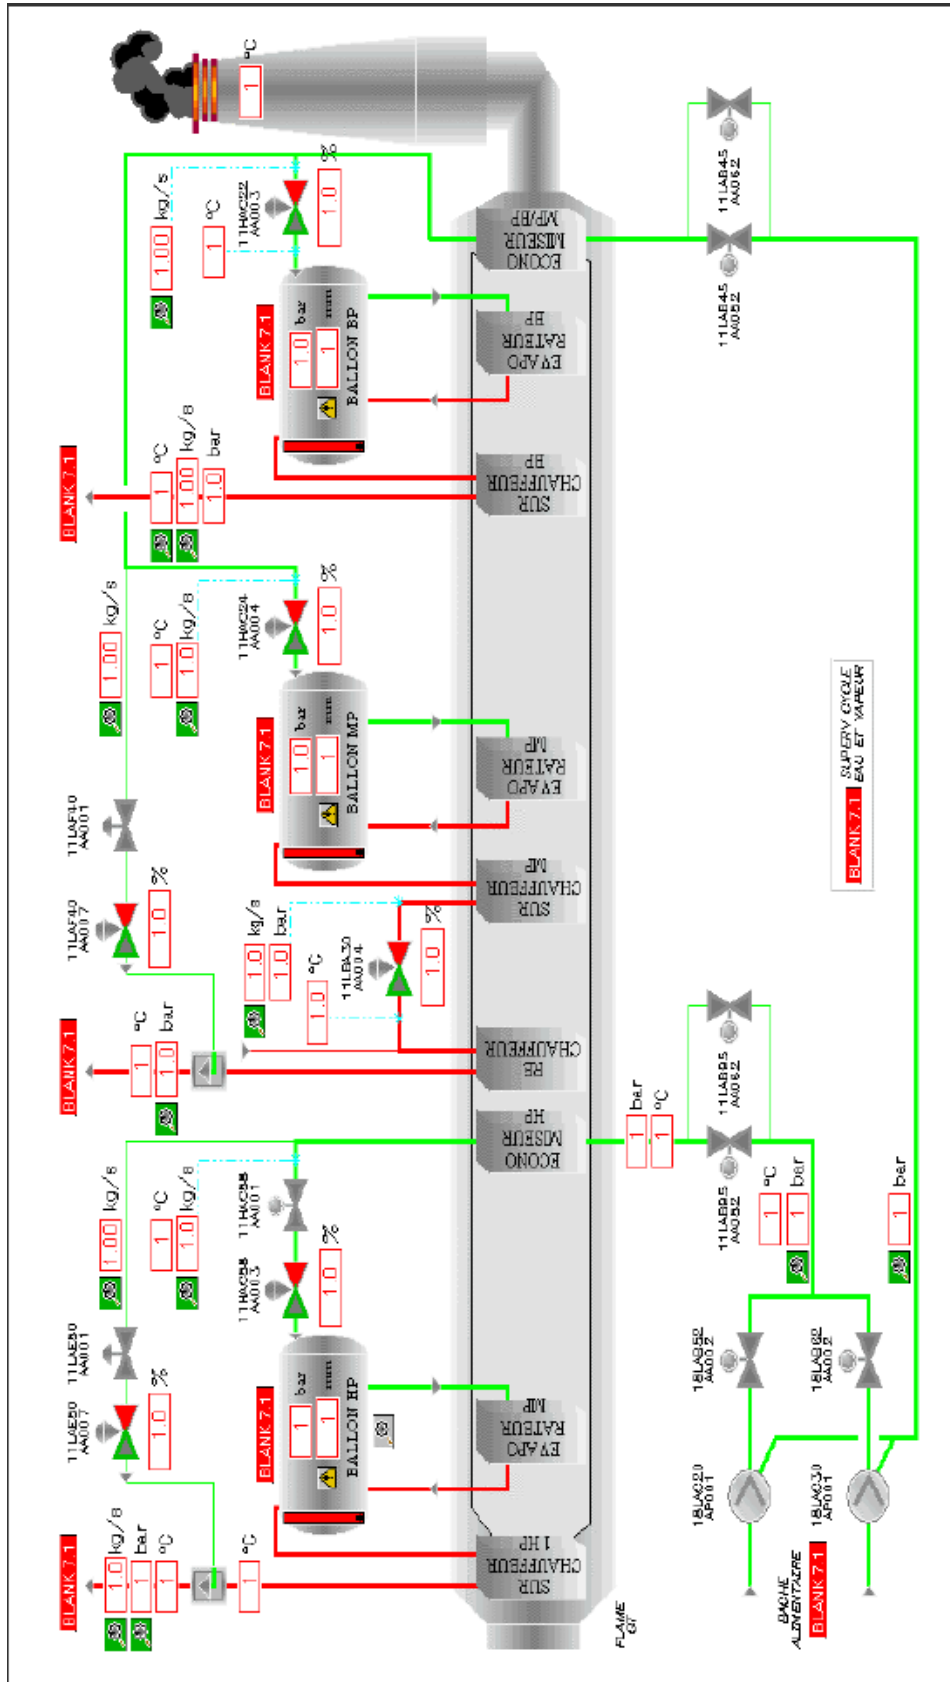 BLANK 7.1
1.0 kg/s
1 bar
1 °C
1 °C
11LAE80
AA007
1.0 %
11LAE80
AA001
1.00 kg/s
1 °C
1.0 kg/s
BLANK 7.1
1 °C
1.0 bar
11LAF40
AA007
1.0 %
11LAF40
AA001
1.00 kg/s
1 °C
1.0 kg/s
BLANK 7.1
1 °C
1.00 kg/s
1.0 bar
1.00 kg/s
1 °C
1 °C
BLANK 7.1
1 bar
1 mm
BALLON HP
11HAC58
AA003
1.0 %
11HAC58
AA001
1.0 kg/s
1.0 bar
1.0 °C
11LBA30
AA004
1.0 %
BLANK 7.1
1.0 bar
1 mm
BALLON MP
11HAC24
AA004
1.0 %
BLANK 7.1
1.0 bar
1 mm
BALLON BP
11HAC22
AA003
1.0 %
SUR
CHAUFFEUR
1 HP
EVAPO
RATEUR
MP
ECONO
MISEUR
HP
RE
CHAUFFEUR
SUR
CHAUFFEUR
MP
EVAPO
RATEUR
MP
SUR
CHAUFFEUR
BP
EVAPO
RATEUR
BP
ECONO
MISEUR
MP/BP
FLAME
GT
1 bar
1 °C
11LAB95
AA052
11LAB95
AA062
11LAB45
AA052
11LAB45
AA062
18LAB52
AA002
18LAB62
AA002
1 °C
1 bar
1 bar
18LAC20
AP001
18LAC30
AP001
BACHE
ALIMENTAIRE
BLANK 7.1
BLANK 7.1
SUPERV CYCLE
EAU ET VAPEUR